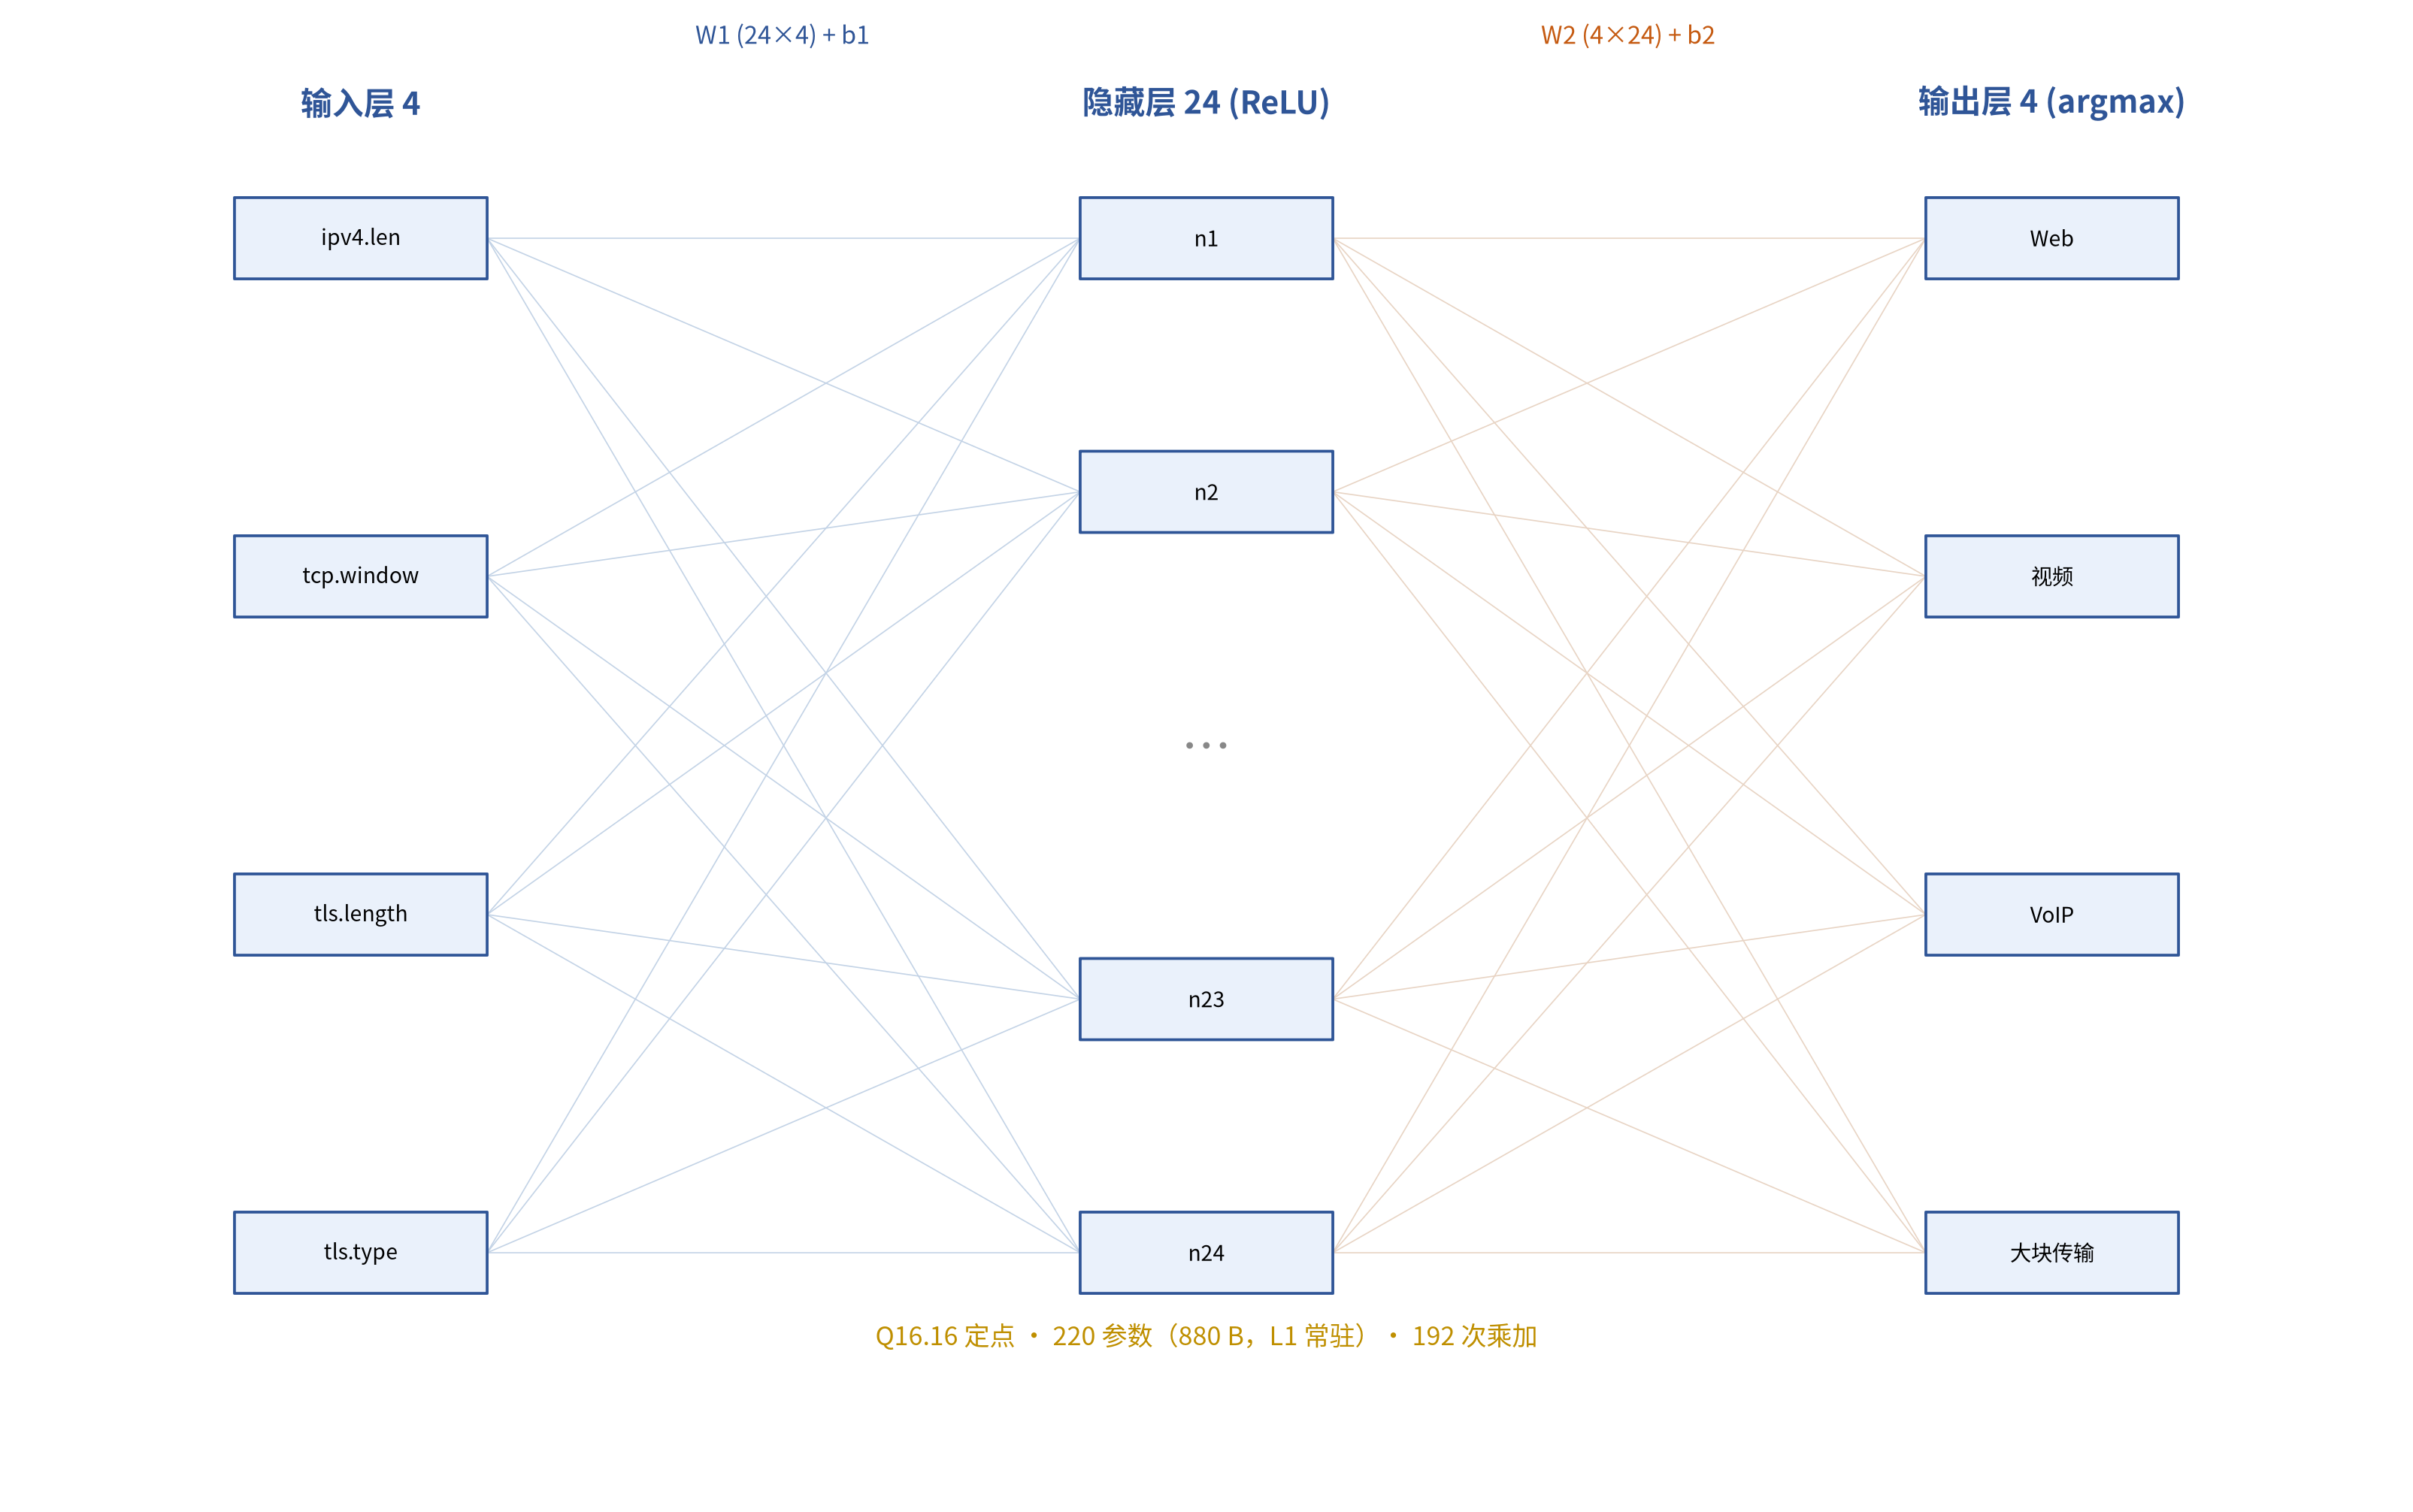 W1 (24×4) + b1
W2 (4×24) + b2
输入层 4
隐藏层 24 (ReLU)
输出层 4 (argmax)
ipv4.len
n1
Web
n2
tcp.window
视频
...
tls.length
VoIP
n23
tls.type
n24
大块传输
Q16.16 定点 · 220 参数（880 B，L1 常驻） · 192 次乘加